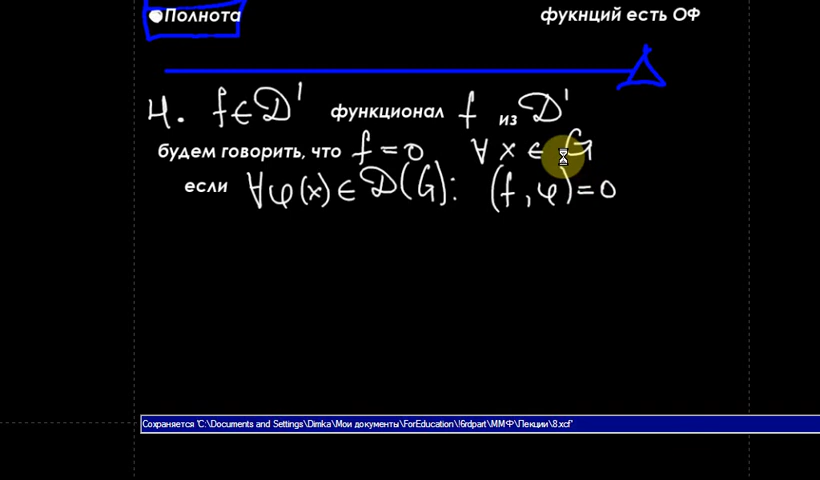 Полнота фукнций есть ОФ
4. f ∈ D' функционал f из D'
будем говорить, что f = 0 ∀ x ∈ G
если ∀φ(x) ∈ D(G): (f, φ) = 0
Сохраняется 'C:\Documents and Settings\Dimka\Мои документы\ForEducation\!6rdpart\ММФ\Лекции\8.xcf'